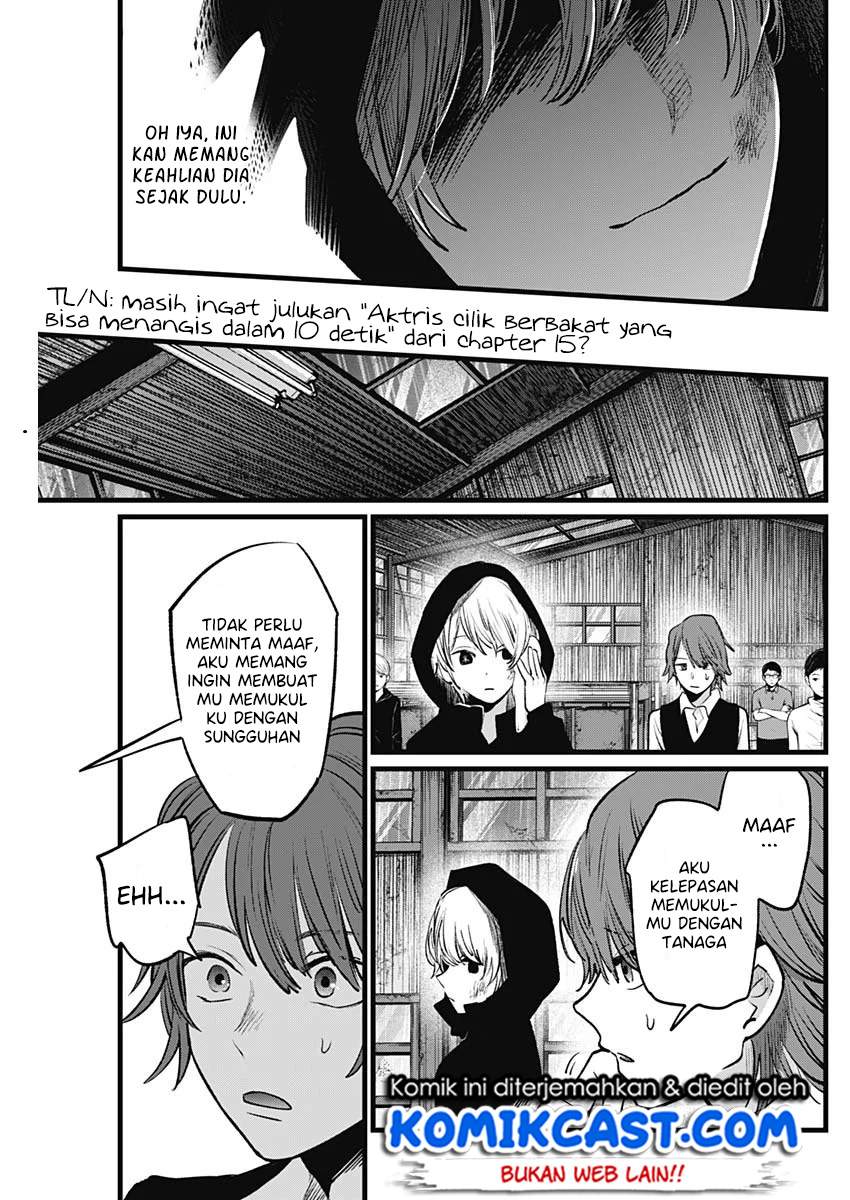 OH IYA, INI
KAN MEMANG
KEAHLIAN DIA
SEJAK DULU.
TL/N: masih ingat julukan "Aktris cilik Berbakat yang
Bisa menangis dalam 10 detik" dari chapter 15?
MAAF
...
AKU
KELEPASAN
MEMUKUL-
MU DENGAN
TANAGA
TIDAK PERLU
MEMINTA MAAF,
AKU MEMANG
INGIN MEMBUAT
MU MEMUKUL
KU DENGAN
SUNGGUHAN
EHH...
Komik ini diterjemahkan & diedit oleh
KOMIKCAST.COM
BUKAN WEB LAIN!!